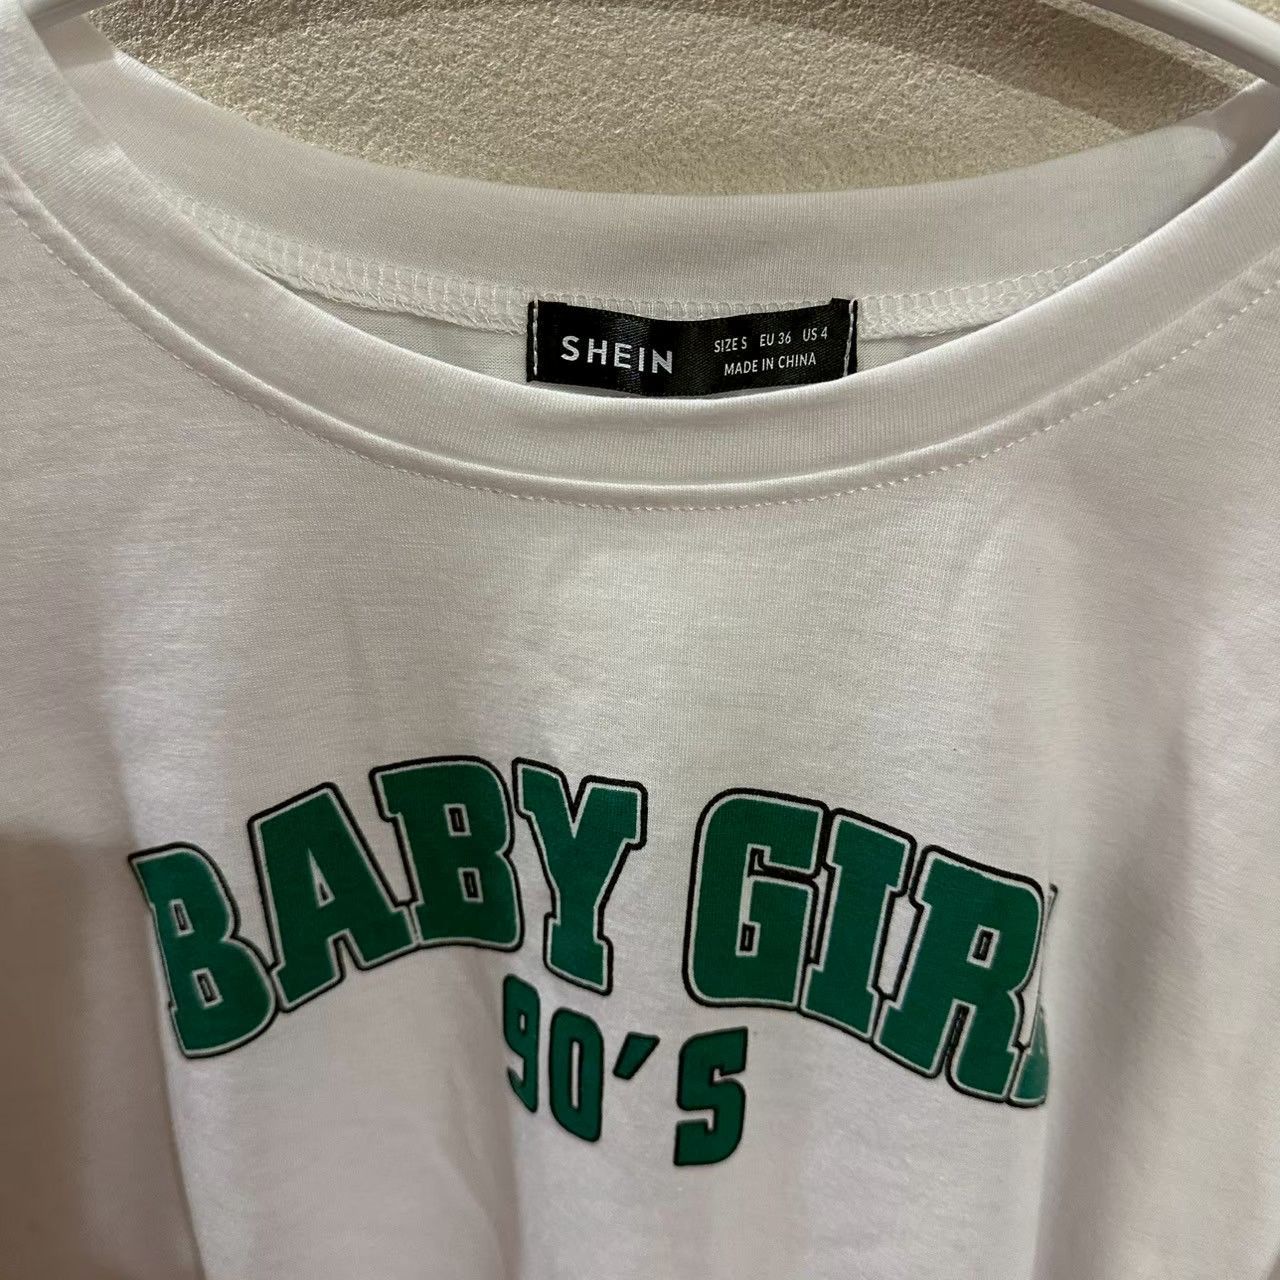 SHEIN
SIZE S EU 36 US 4
MADE IN CHINA
BABY GIRL
90'S